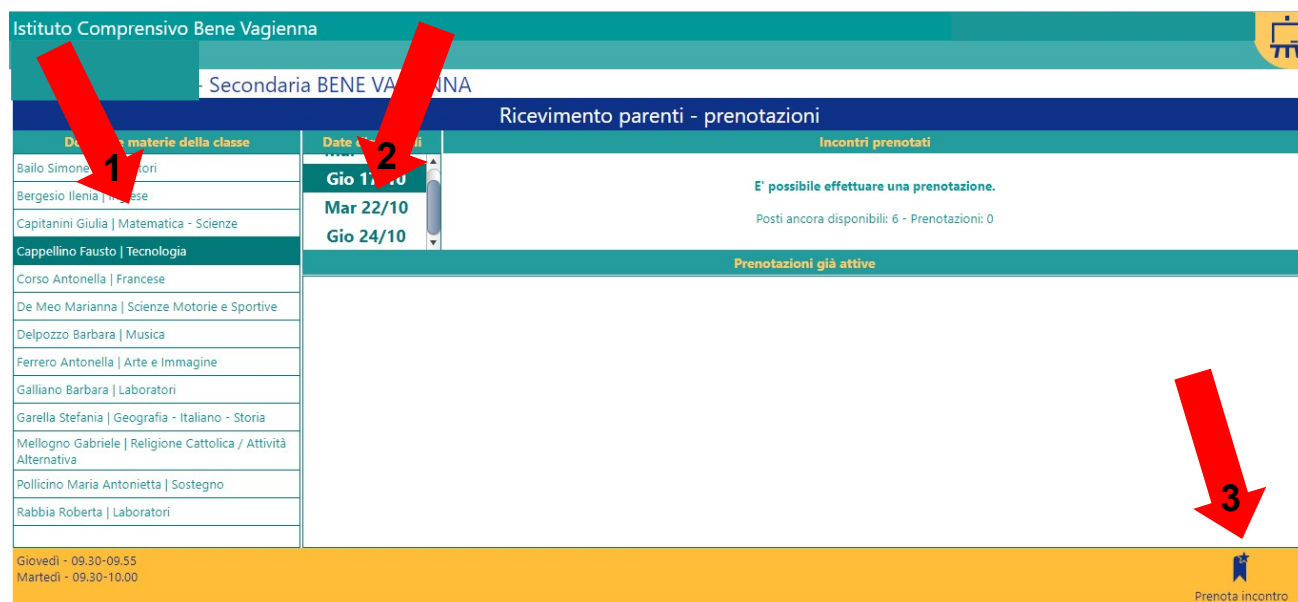 Istituto Comprensivo Bene Vagienna
- Secondaria BENE VA NNA
Ricevimento parenti - prenotazioni
materie della classe
Date di
Incontri prenotati
1
2
3
Bailo Simone
Bergesio Ilenia |
Capitanini Giulia | Matematica - Scienze
Cappellino Fausto | Tecnologia
Corso Antonella | Francese
De Meo Marianna | Scienze Motorie e Sportive
Delpozzo Barbara | Musica
Ferrero Antonella | Arte e Immagine
Galliano Barbara | Laboratori
Garella Stefania | Geografia - Italiano - Storia
Mellogno Gabriele | Religione Cattolica / Attività
Alternativa
Pollicino Maria Antonietta | Sostegno
Rabbia Roberta | Laboratori
Gio 17/10
Mar 22/10
Gio 24/10
E' possibile effettuare una prenotazione.
Posti ancora disponibili: 6 - Prenotazioni: 0
Prenotazioni già attive
Giovedì - 09.30-09.55
Martedì - 09.30-10.00
Prenota incontro